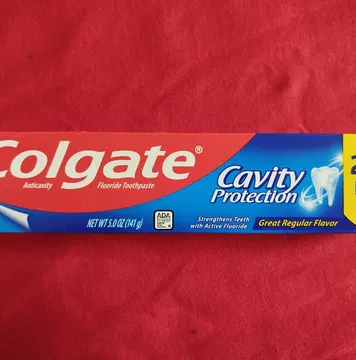 Colgate®
Anticavity Fluoride Toothpaste
NET WT 5.0 OZ (141 g)
ADA
Cavity
Protection
Strengthens Teeth
with Active Fluoride
Great Regular Flavor